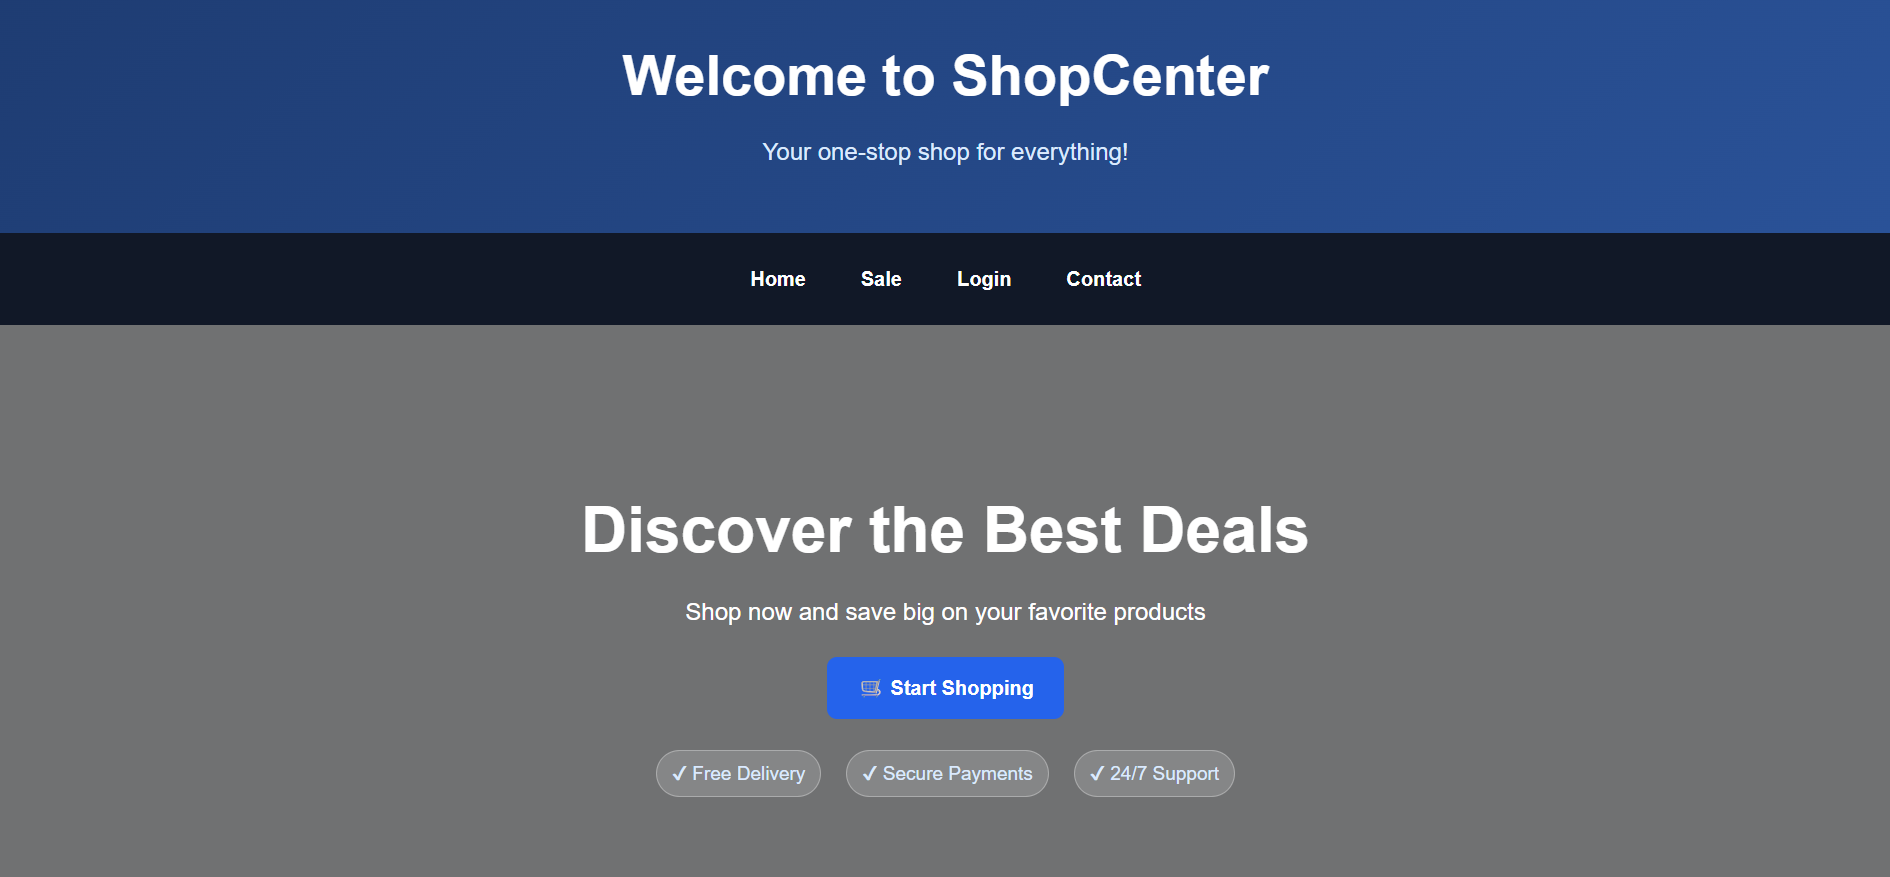 Welcome to ShopCenter
Your one-stop shop for everything!
Home Sale Login Contact
Discover the Best Deals
Shop now and save big on your favorite products
🛒 Start Shopping
✓ Free Delivery ✓ Secure Payments ✓ 24/7 Support